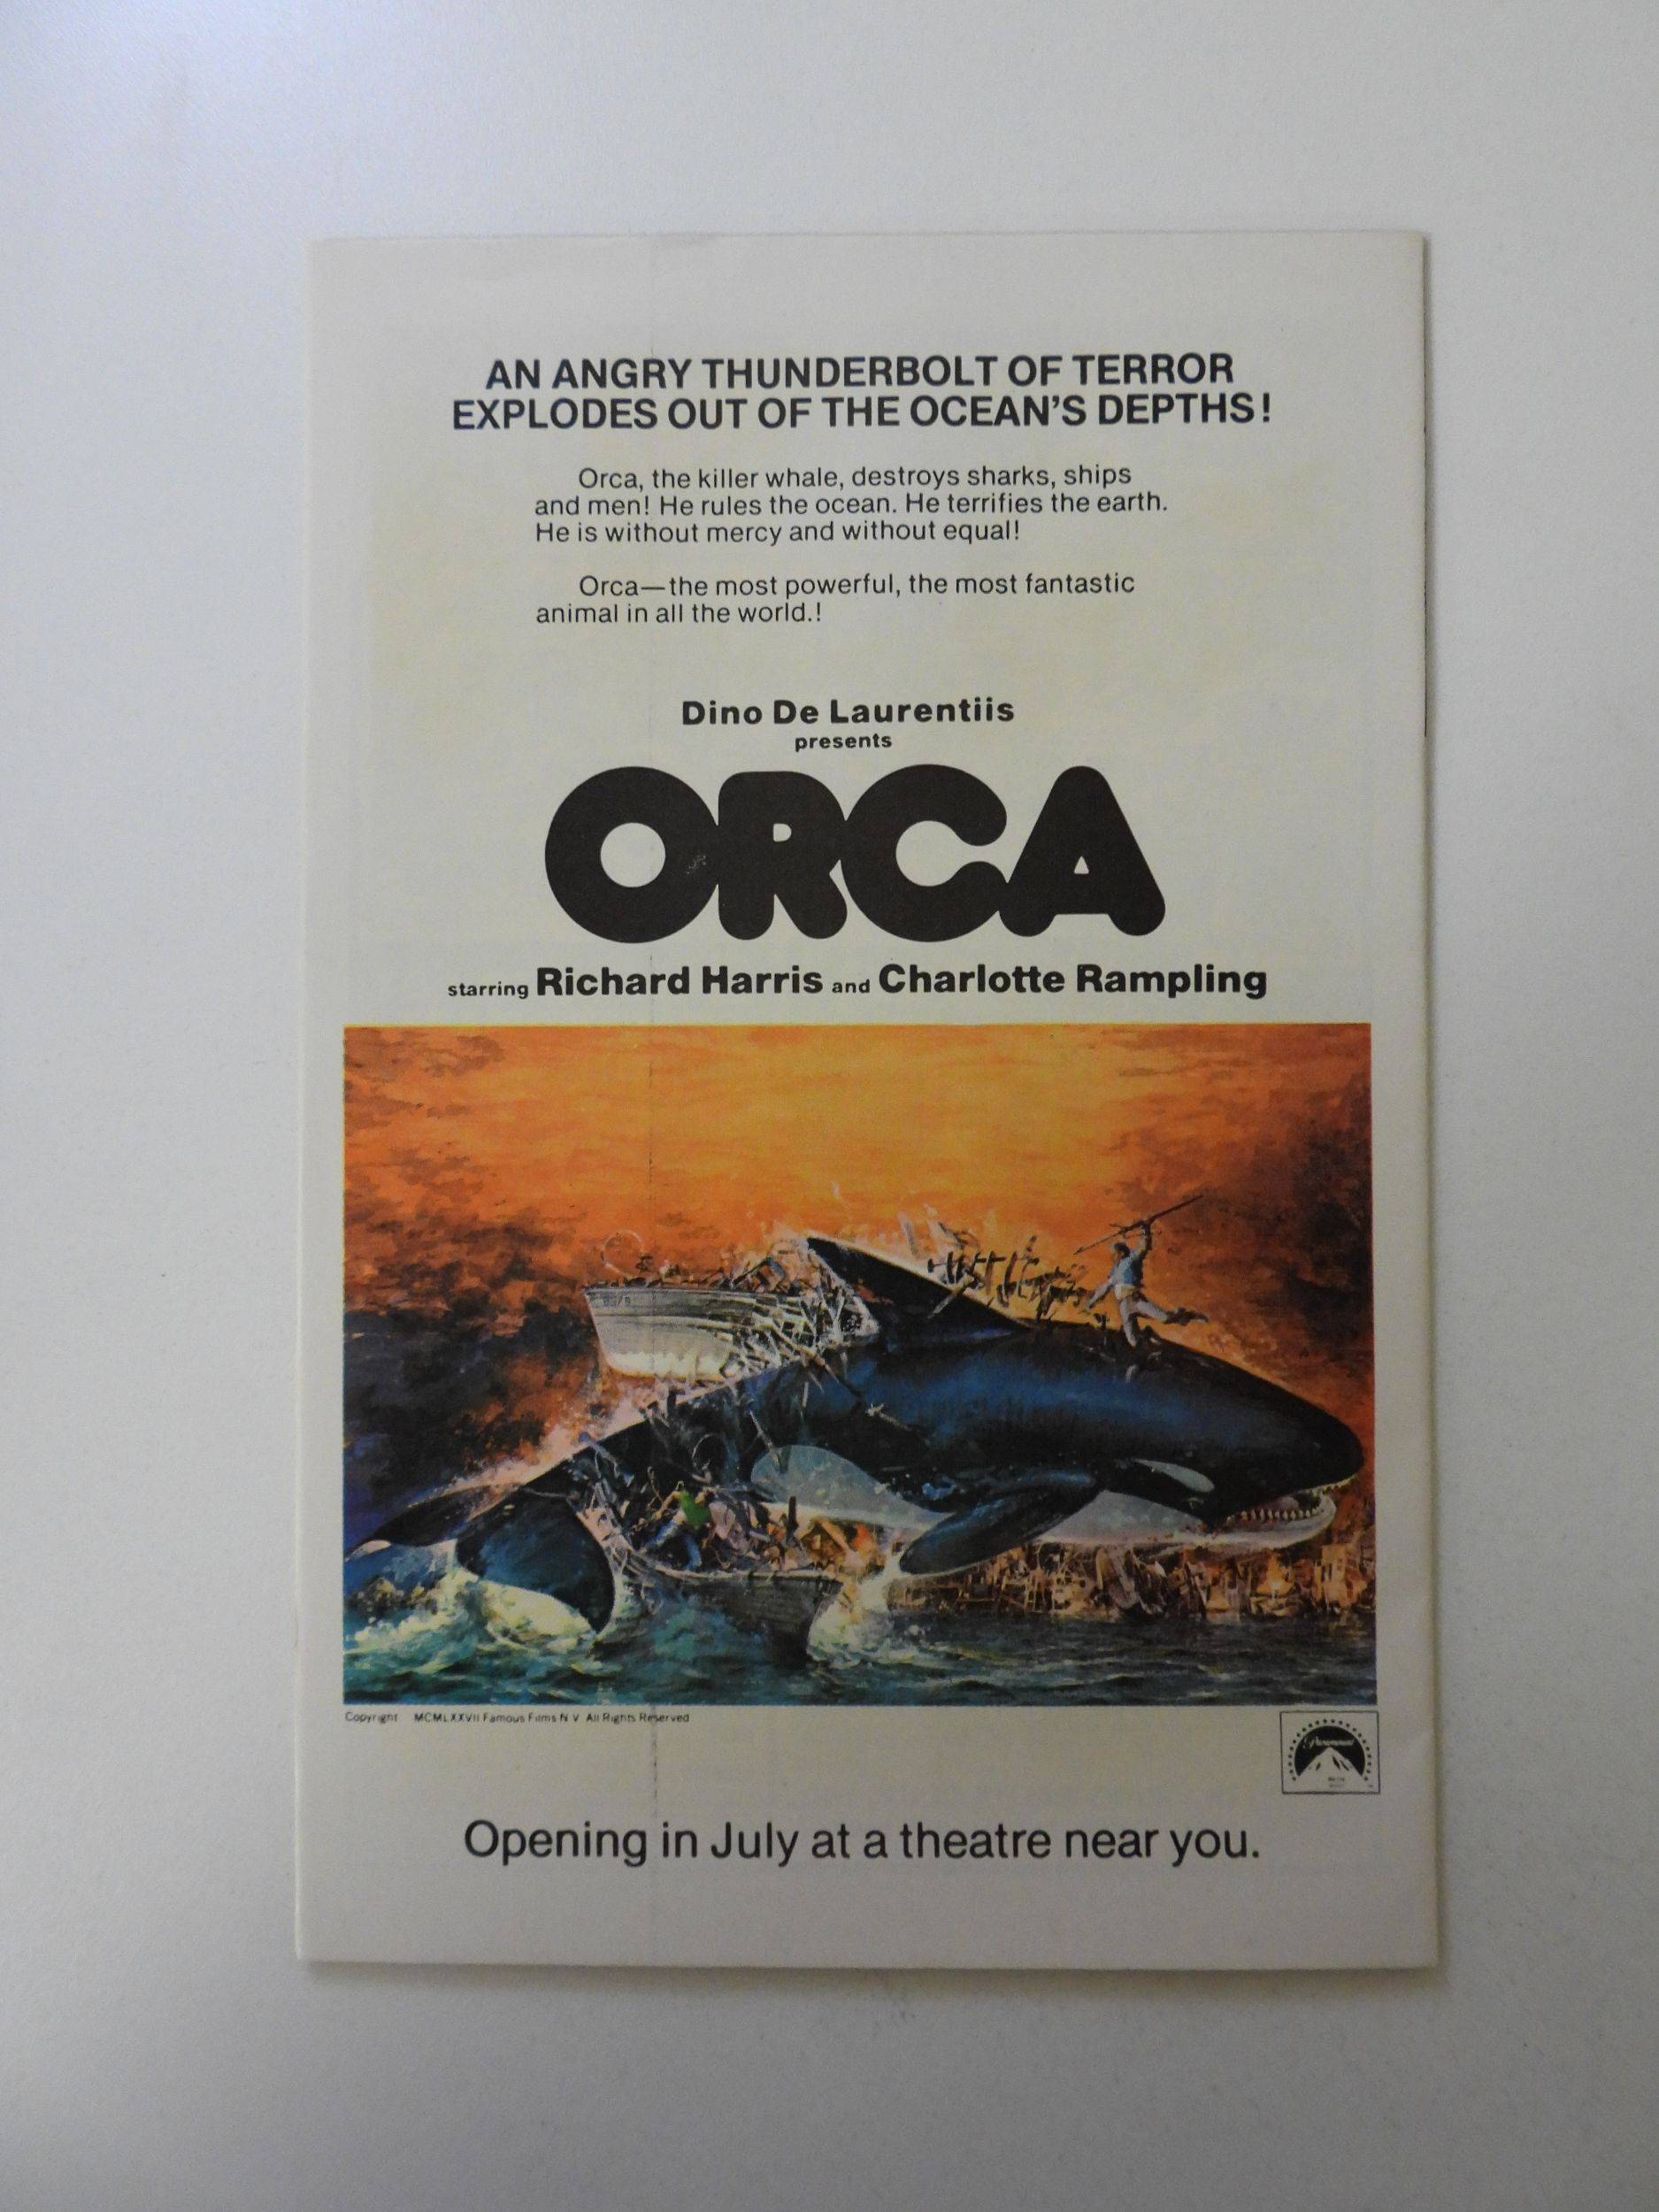 AN ANGRY THUNDERBOLT OF TERROR
EXPLODES OUT OF THE OCEAN'S DEPTHS!
Orca, the killer whale, destroys sharks, ships
and men! He rules the ocean. He terrifies the earth.
He is without mercy and without equal!
Orca—the most powerful, the most fantastic
animal in all the world.!
Dino De Laurentiis
presents
ORCA
starring Richard Harris and Charlotte Rampling
Copyright MCMLXXVII Famous Films N V All Rights Reserved
Paramount
Opening in July at a theatre near you.